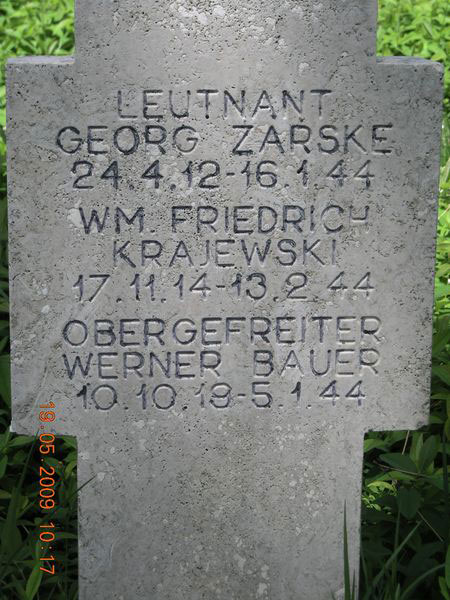 LEUTNANT
GEORG ZARSKE
24.4.12-16.1.44
WM. FRIEDRICH
KRAJEWSKI
17.11.14-13.2.44
OBERGEFREITER
WERNER BAUER
10.10.19-5.1.44
19.05.2009 10:17